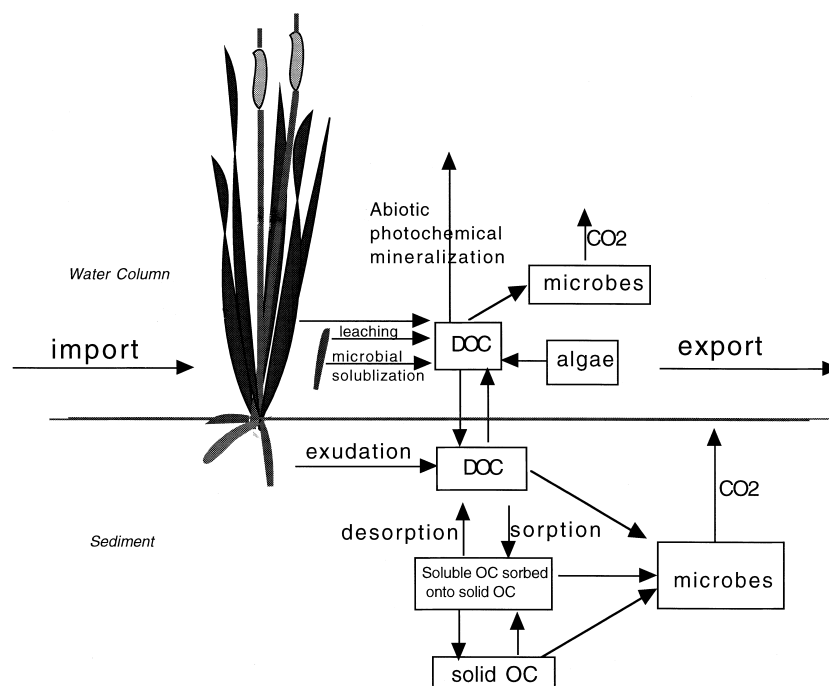 Abiotic
photochemical
mineralization
CO2
microbes
Water Column
leaching
DOC
import
microbial
solublization
algae
export
exudation
DOC
CO2
Sediment
desorption
sorption
Soluble OC sorbed
onto solid OC
microbes
solid OC